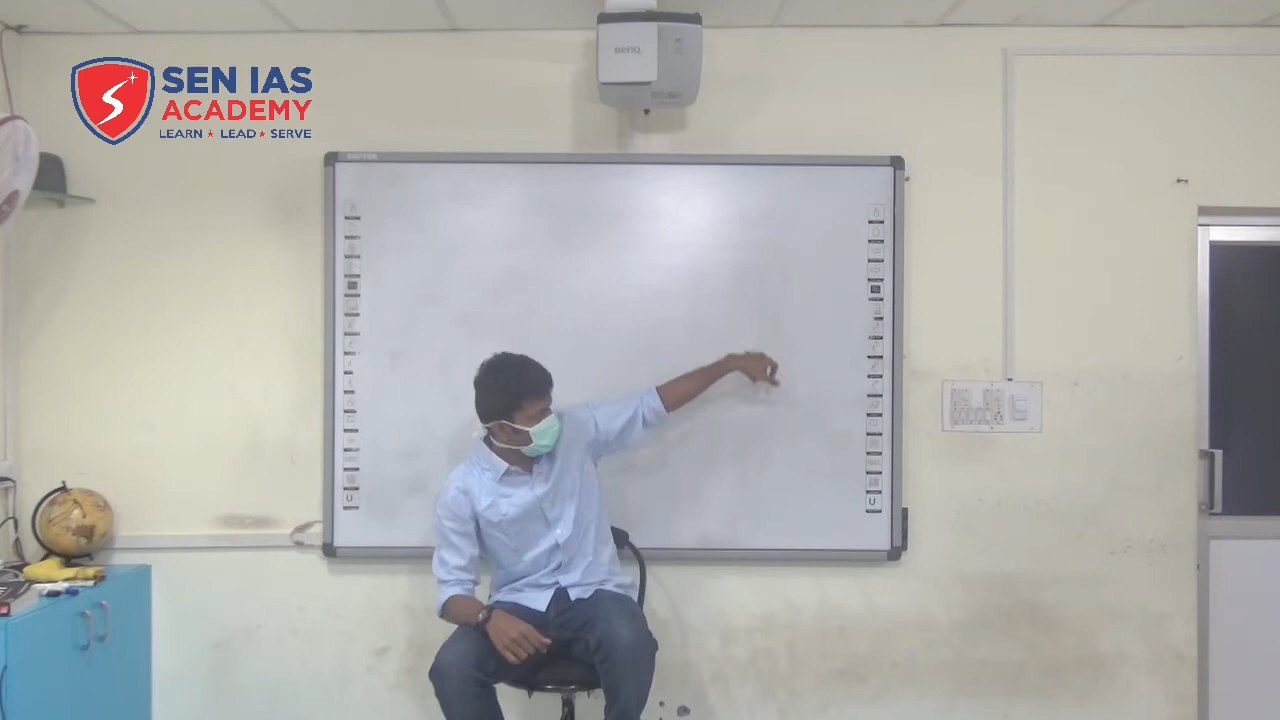 SEN IAS
ACADEMY
LEARN ★ LEAD ★ SERVE
BenQ
U
U